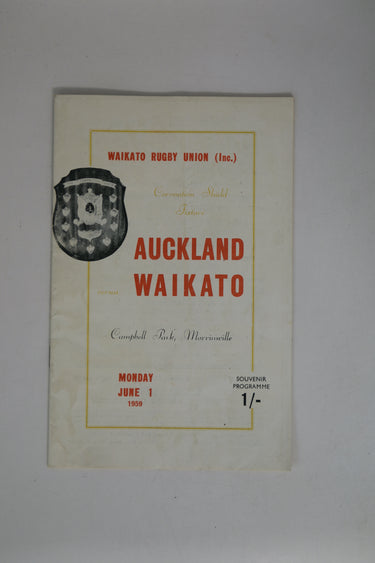 WAIKATO RUGBY UNION (Inc.)
Coronation Shield
Fixture
AUCKLAND
versus
WAIKATO
Campbell Park, Morrinsville
MONDAY
JUNE 1
1959
SOUVENIR
PROGRAMME
1/-